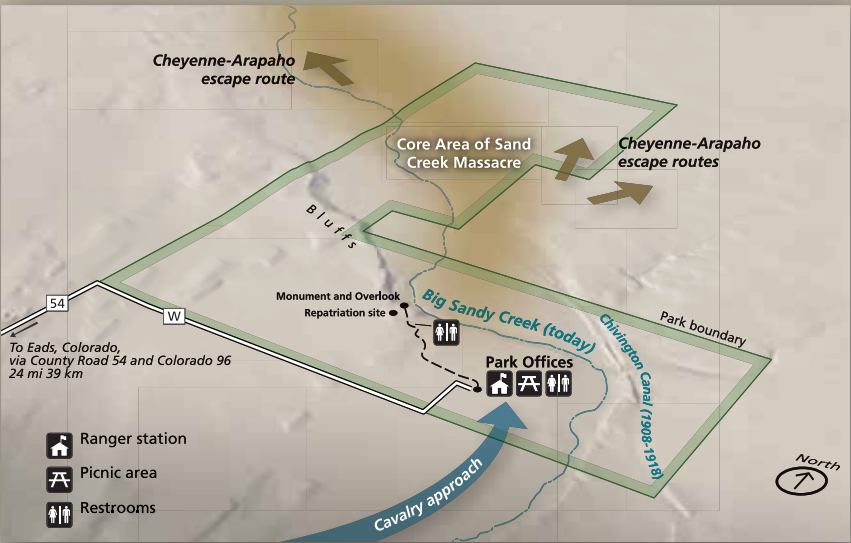 Cheyenne-Arapaho
escape route
Core Area of Sand
Creek Massacre
Cheyenne-Arapaho
escape routes
Bluffs
Monument and Overlook
Repatriation site
Big Sandy Creek (today)
Chivington Canal (1908-1918)
Park boundary
54
W
To Eads, Colorado,
via County Road 54 and Colorado 96
24 mi 39 km
Park Offices
Ranger station
Picnic area
Restrooms
Cavalry approach
North